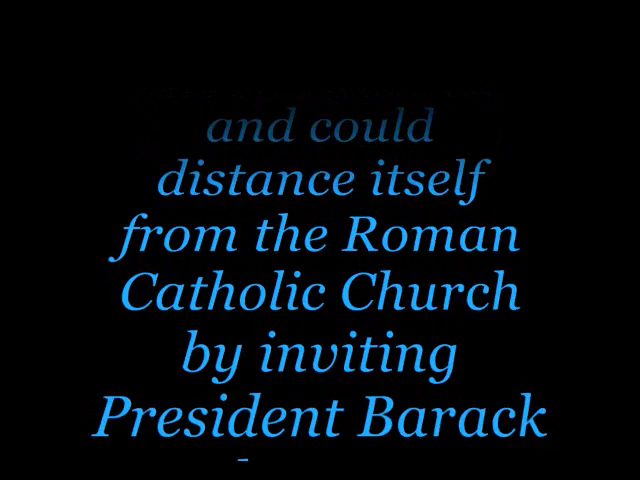 and could
distance itself
from the Roman
Catholic Church
by inviting
President Barack